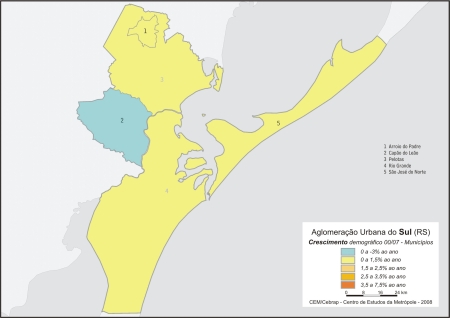 1
2
3
5
4
1 Arroio do Padre
2 Capão do Leão
3 Pelotas
4 Rio Grande
5 São José do Norte
Aglomeração Urbana do Sul (RS)
Crescimento demográfico 00/07 - Municípios
0 a -3% ao ano
0 a 1,5% ao ano
1,5 a 2,5% ao ano
2,5 a 3,5% ao ano
3,5 a 7,5% ao ano
0 8 16 24 km
CEM/Cebrap - Centro de Estudos da Metrópole - 2008